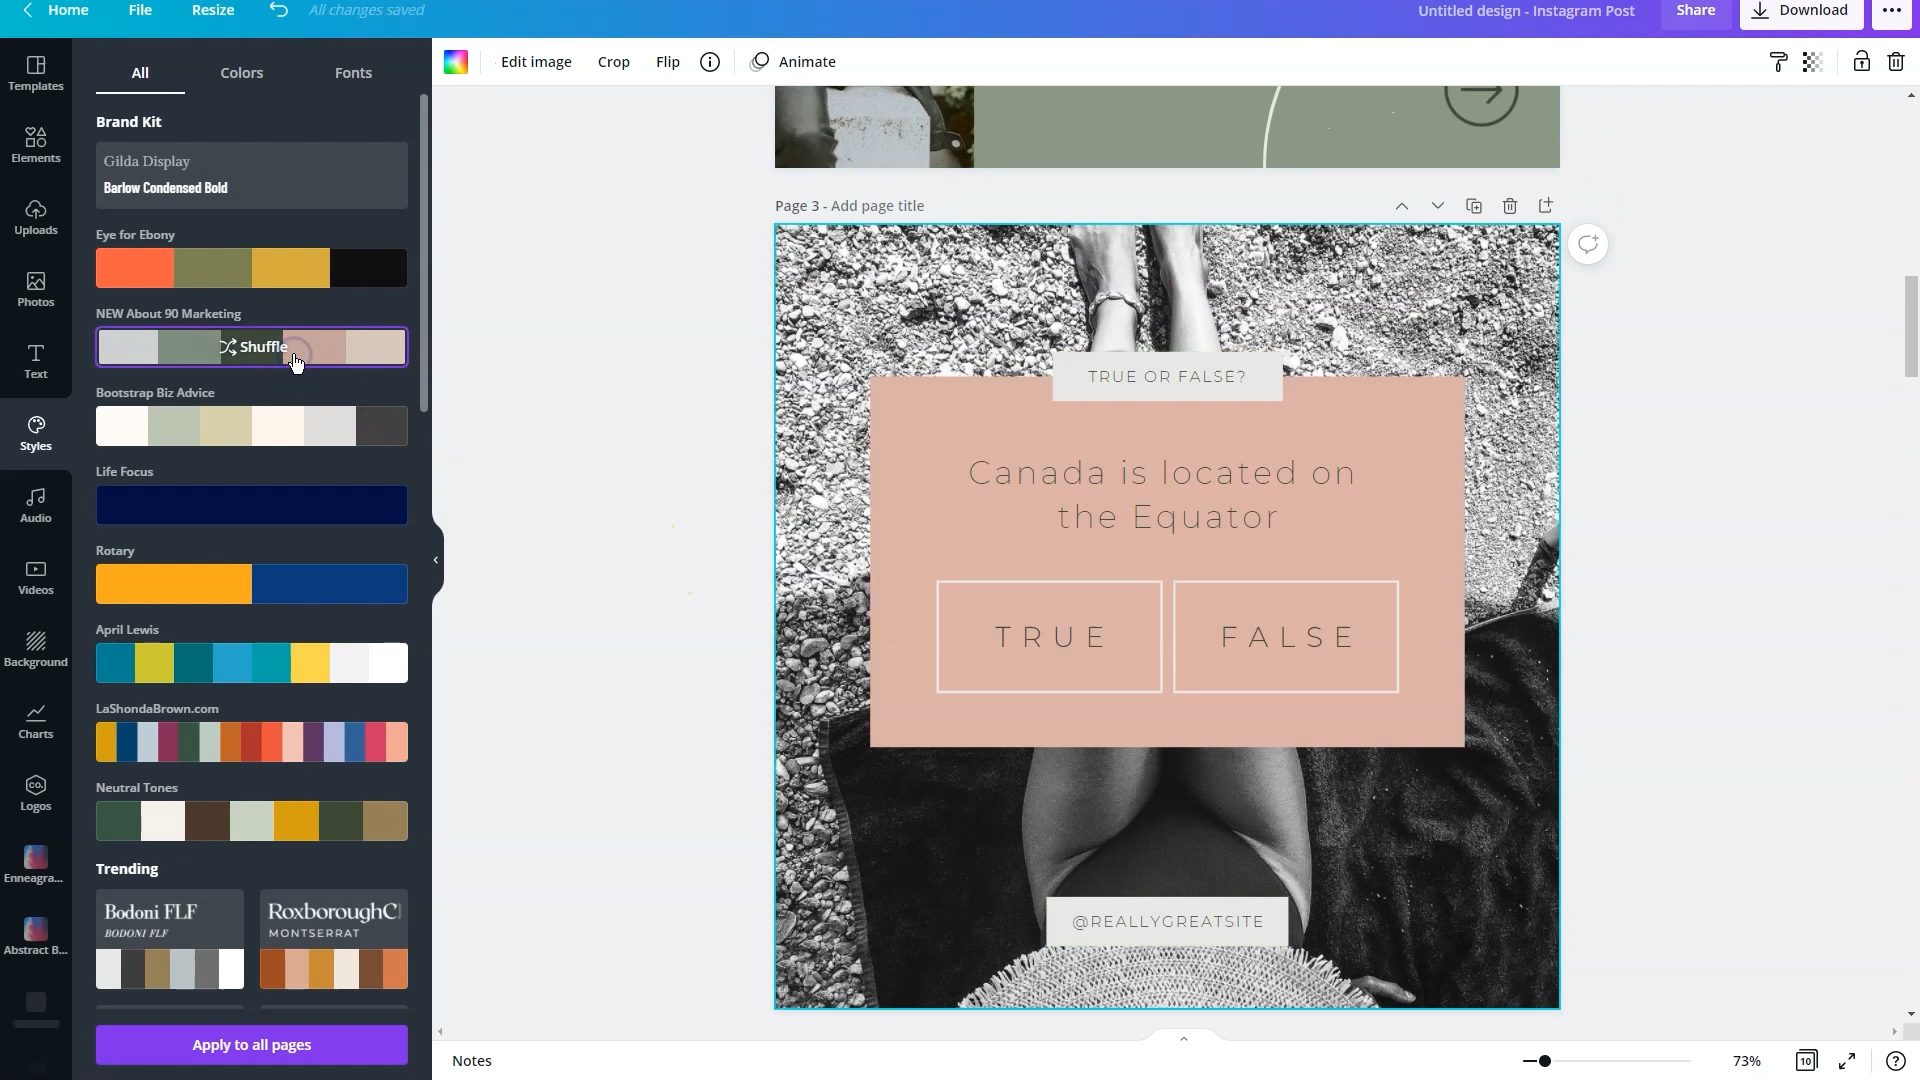 Home
File
Resize
All changes saved
Untitled design - Instagram Post
Share
Download
Templates
Elements
Uploads
Photos
Text
Styles
Audio
Videos
Background
Charts
CO.
Logos
Enneagra...
Abstract B...
All
Colors
Fonts
Brand Kit
Gilda Display
Barlow Condensed Bold
Eye for Ebony
NEW About 90 Marketing
Shuffle
Bootstrap Biz Advice
Life Focus
Rotary
April Lewis
LaShondaBrown.com
Neutral Tones
Trending
Bodoni FLF
BODONI FLF
RoxboroughC
MONTSERRAT
Apply to all pages
Edit image
Crop
Flip
Animate
Page 3 - Add page title
TRUE OR FALSE?
Canada is located on
the Equator
TRUE
FALSE
@REALLYGREATSITE
Notes
73%
10